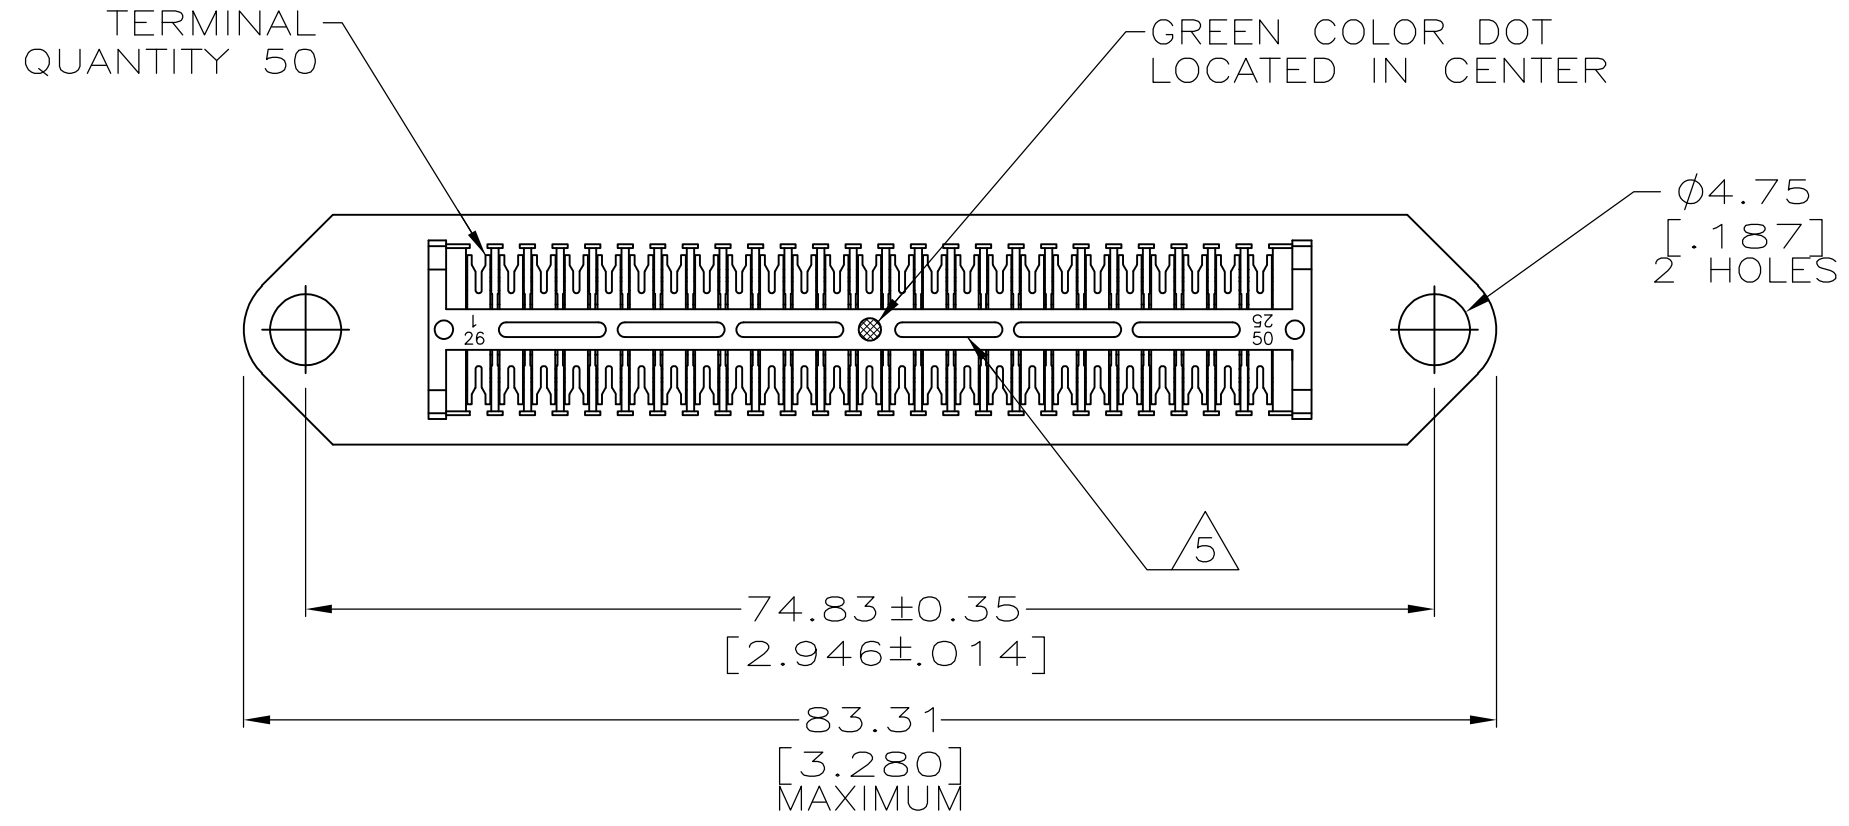 TERMINAL
QUANTITY 50
GREEN COLOR DOT
LOCATED IN CENTER
Ø4.75
[.187]
2 HOLES
1
26
25
50
5
74.83±0.35
[2.946±.014]
83.31
[3.280]
MAXIMUM